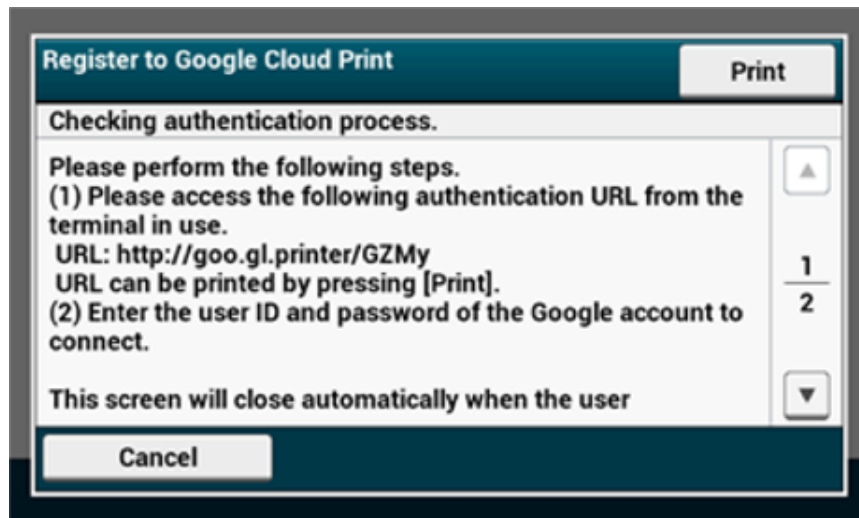 Register to Google Cloud Print
Print
Checking authentication process.
Please perform the following steps.
(1) Please access the following authentication URL from the
terminal in use.
URL: http://goo.gl.printer/GZMy
URL can be printed by pressing [Print].
(2) Enter the user ID and password of the Google account to
connect.
This screen will close automatically when the user
1
2
Cancel